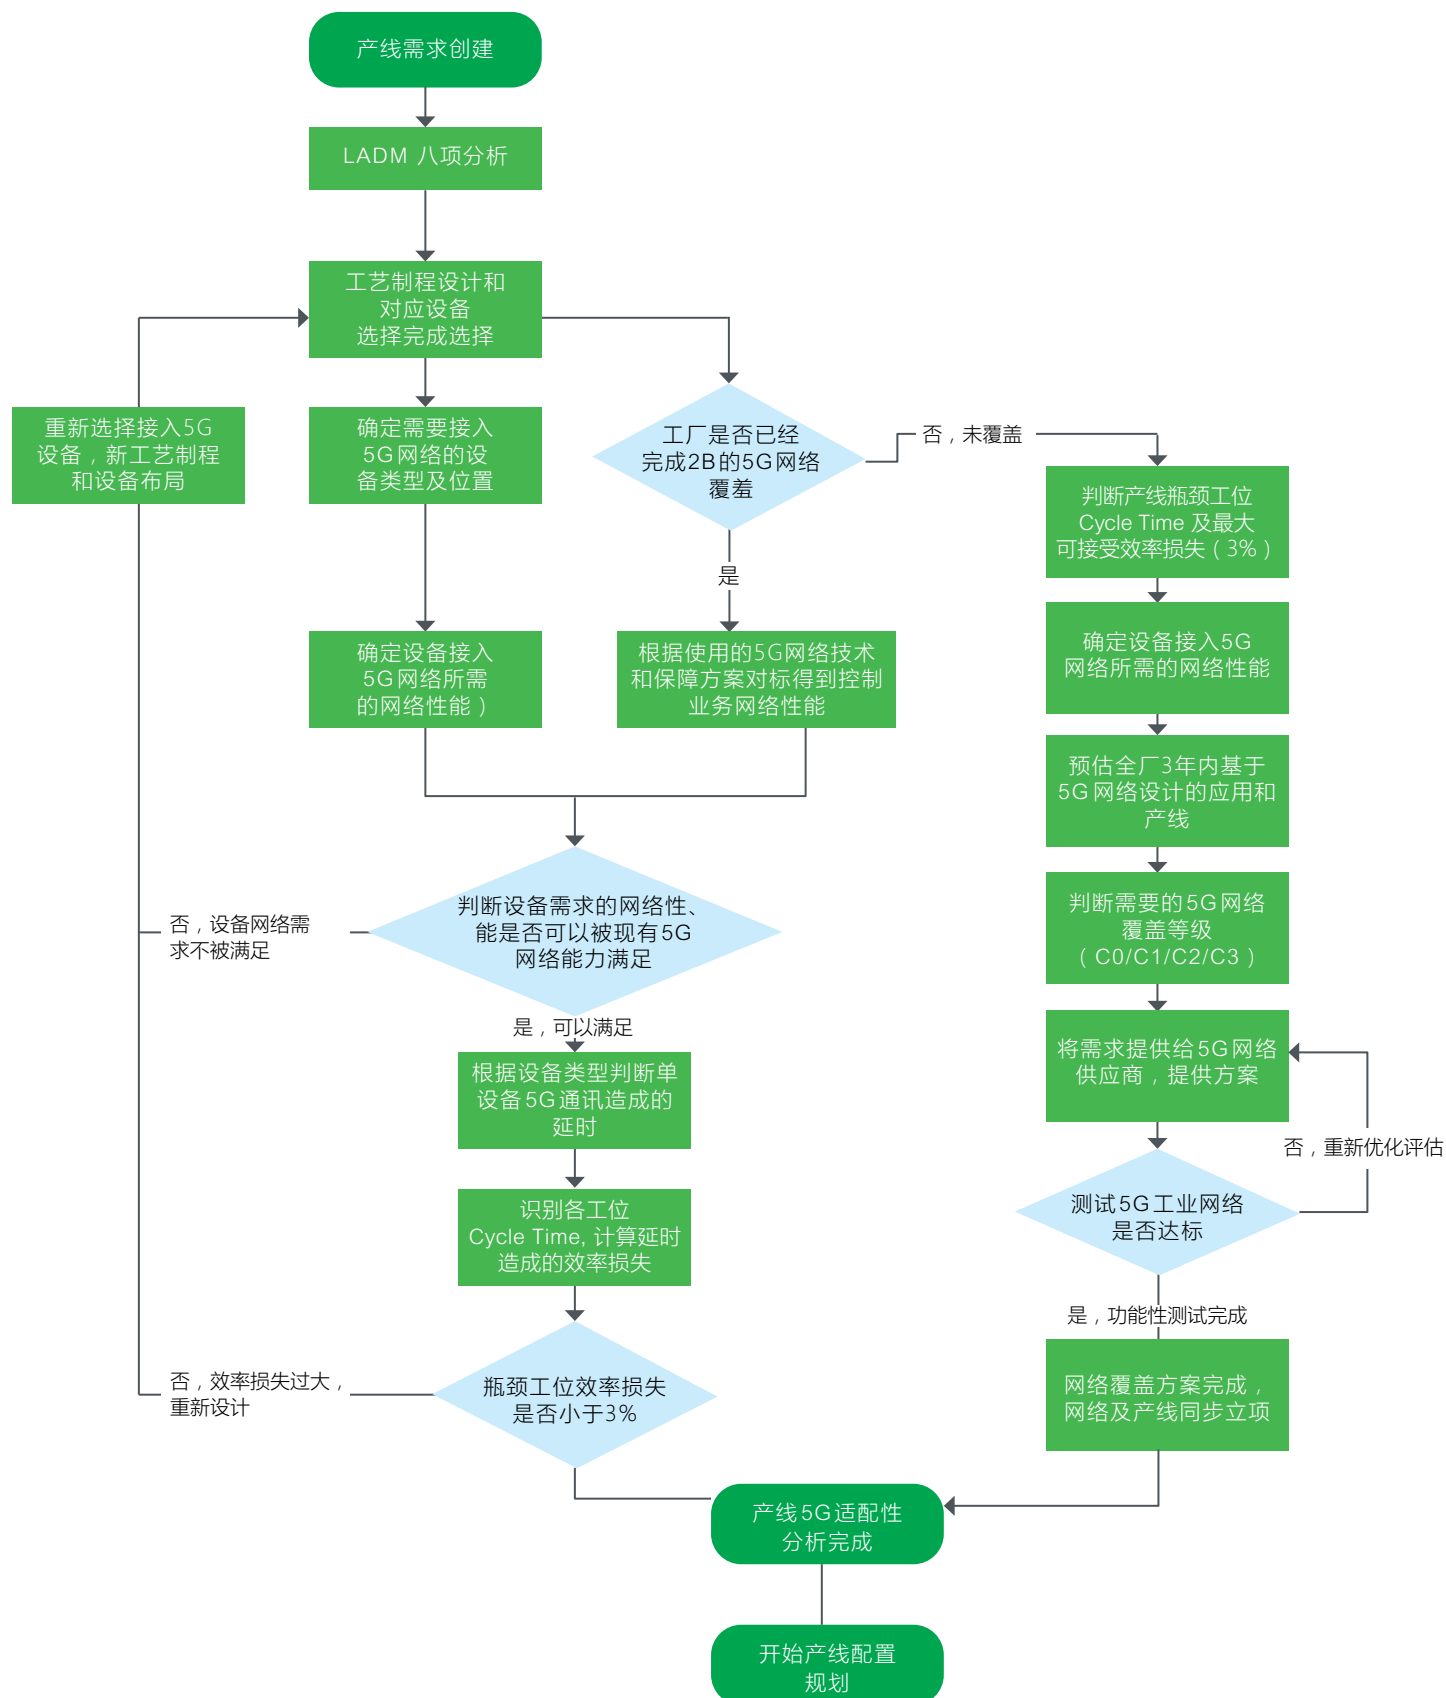 产线需求创建
LADM 八项分析
工艺制程设计和
对应设备
选择完成选择
重新选择接入5G
设备，新工艺制程
和设备布局
确定需要接入
5G网络的设
备类型及位置
工厂是否已经
完成2B的5G网络
覆羞
否，未覆盖
是
判断产线瓶颈工位
Cycle Time 及最大
可接受效率损失（3%）
确定设备接入
5G网络所需
的网络性能）
根据使用的5G网络技术
和保障方案对标得到控制
业务网络性能
确定设备接入5G
网络所需的网络性能
预估全厂3年内基于
5G网络设计的应用和
产线
判断设备需求的网络性、
能是否可以被现有5G
网络能力满足
否，设备网络需
求不被满足
是，可以满足
判断需要的5G网络
覆盖等级
（C0/C1/C2/C3）
将需求提供给5G网络
供应商，提供方案
根据设备类型判断单
设备5G通讯造成的
延时
否，重新优化评估
测试5G工业网络
是否达标
识别各工位
Cycle Time, 计算延时
造成的效率损失
是，功能性测试完成
瓶颈工位效率损失
是否小于3%
否，效率损失过大，
重新设计
网络覆盖方案完成，
网络及产线同步立项
产线5G适配性
分析完成
开始产线配置
规划